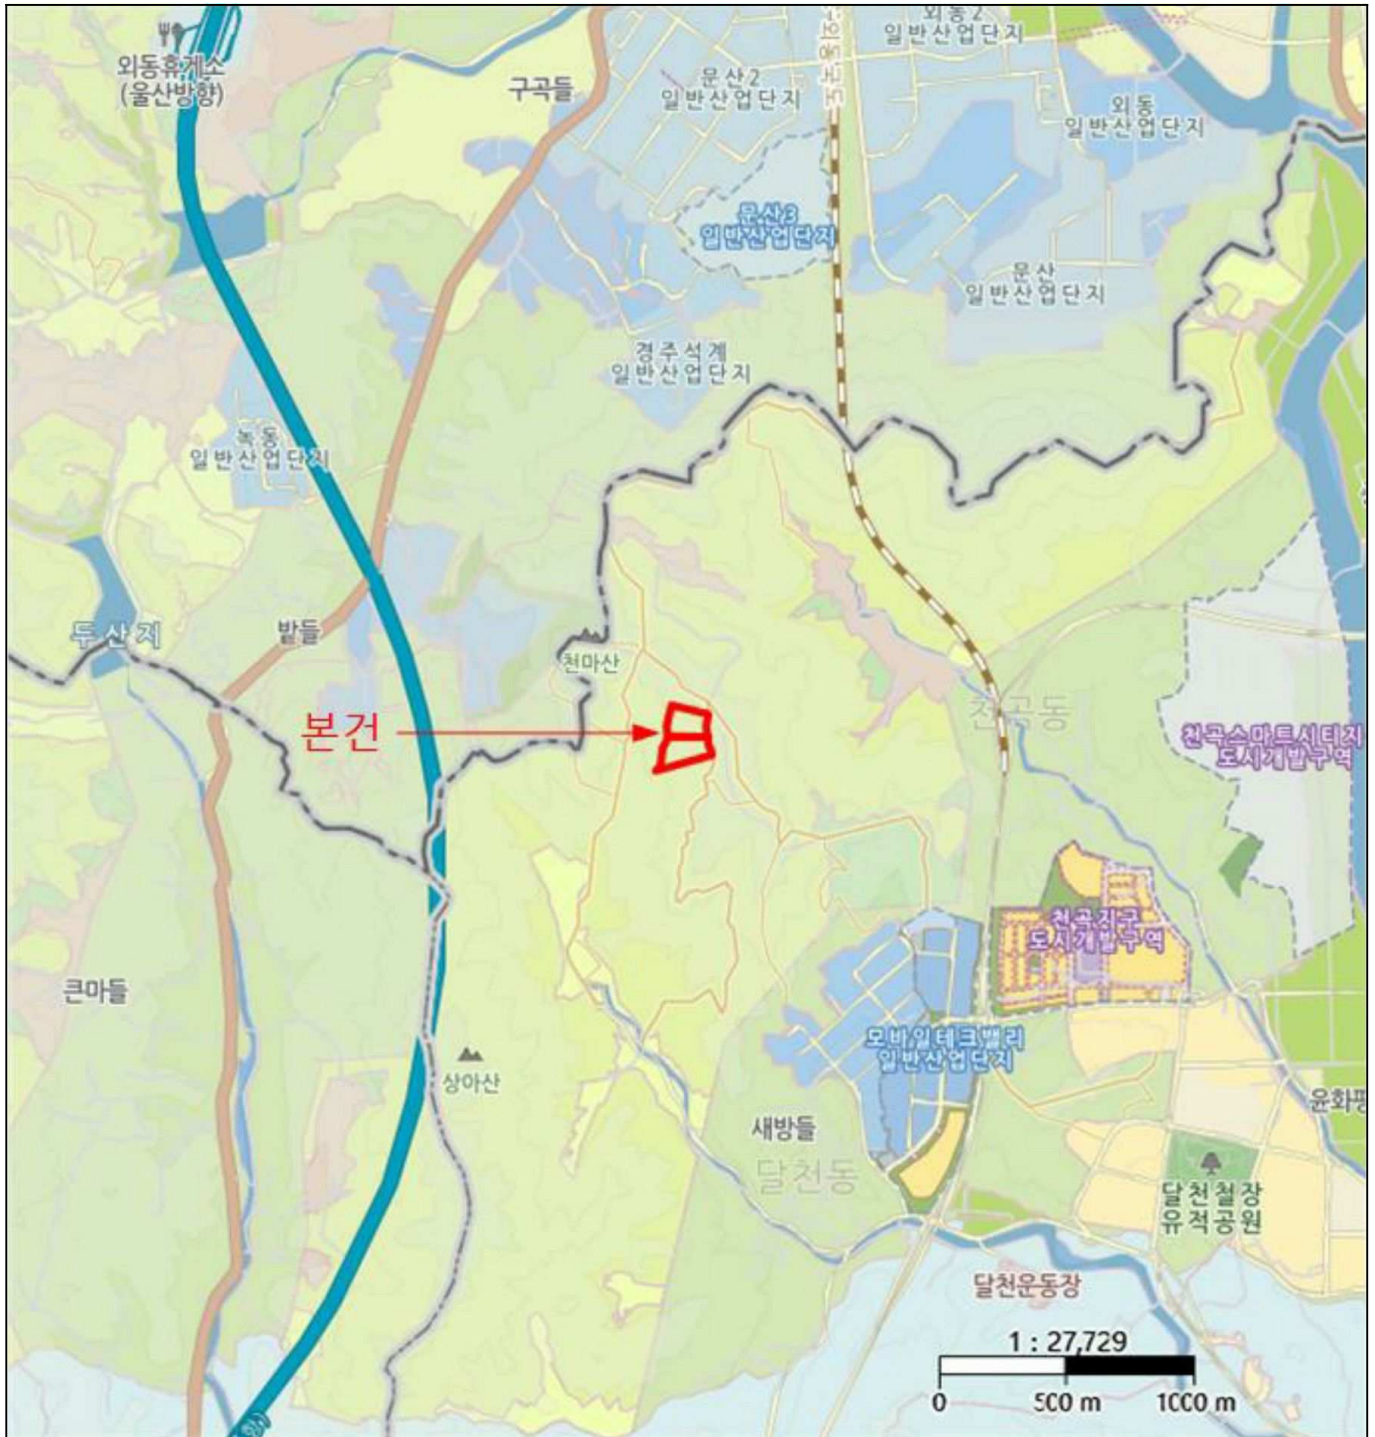 외동2
일반산업단지
외동휴게소
(울산방향)
구곡들
문산2
일반산업단지
외동
일반산업단지
문산3
일반산업단지
문산
일반산업단지
경주석계
일반산업단지
녹동
일반산업단지
두산지
밭들
천마산
본건
천곡동
천곡스마트시티지
도시개발구역
천곡지구
도시개발구역
큰마들
모바일테크밸리
일반산업단지
상아산
새방들
달천동
윤화평
달천철장
유적공원
달천운동장
1 : 27,729
0 500 m 1000 m